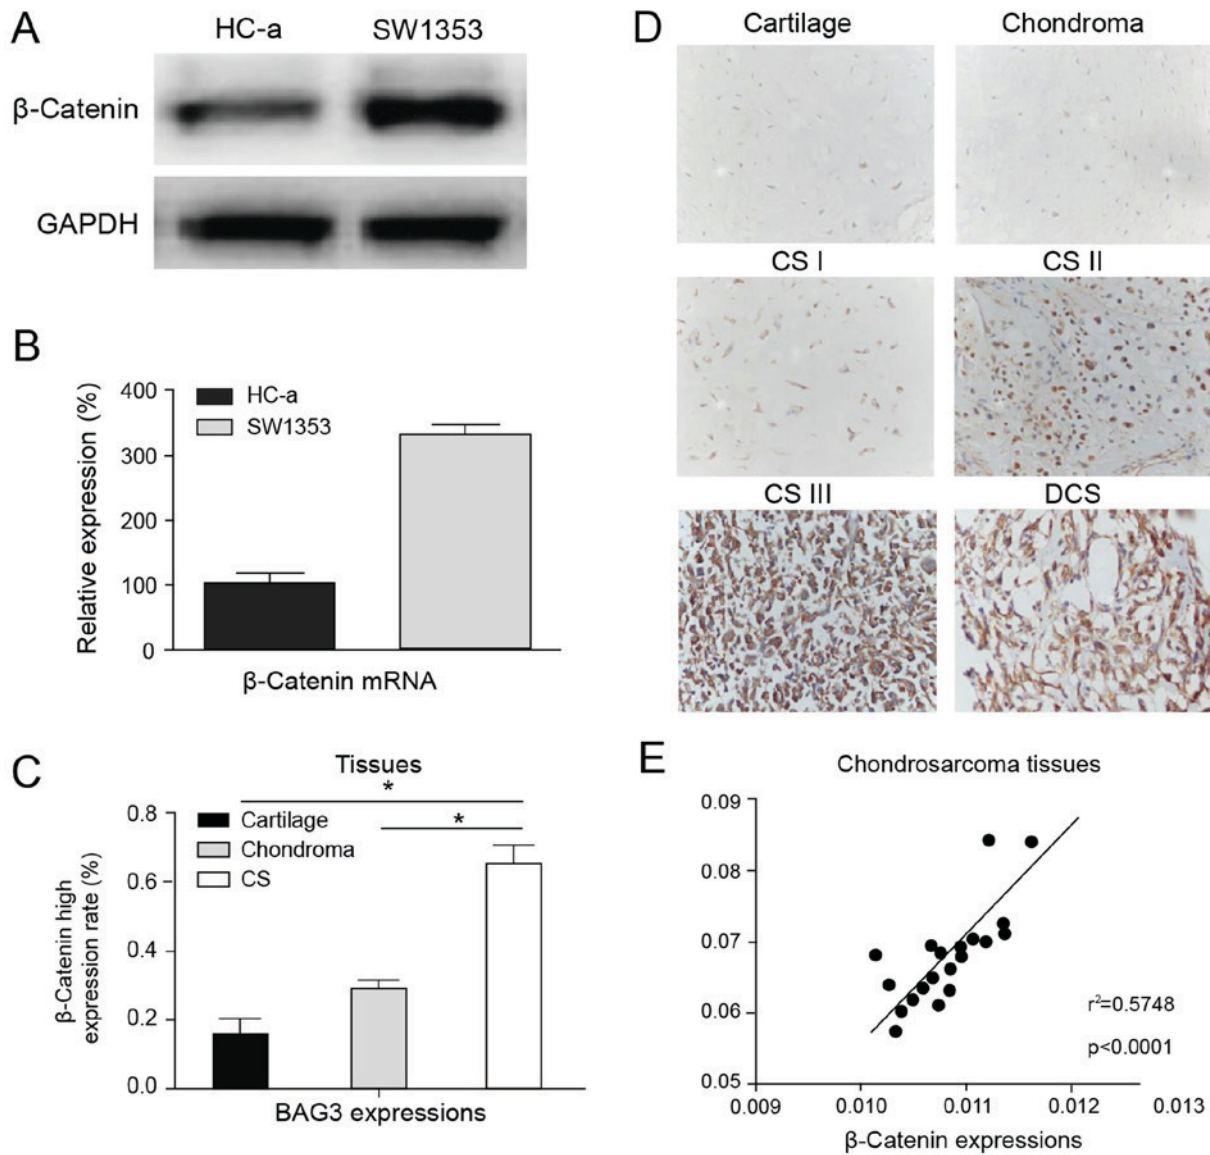 A
HC-a
SW1353
β-Catenin
GAPDH
B
Relative expression (%)
400
300
200
100
0
HC-a
SW1353
β-Catenin mRNA
C
Tissues
*
*
β-Catenin high
expression rate (%)
0.8
0.6
0.4
0.2
0.0
Cartilage
Chondroma
CS
BAG3 expressions
D
Cartilage
Chondroma
CS I
CS II
CS III
DCS
E
Chondrosarcoma tissues
0.09
0.08
0.07
0.06
0.05
r²=0.5748
p<0.0001
0.009
0.010
0.011
0.012
0.013
β-Catenin expressions